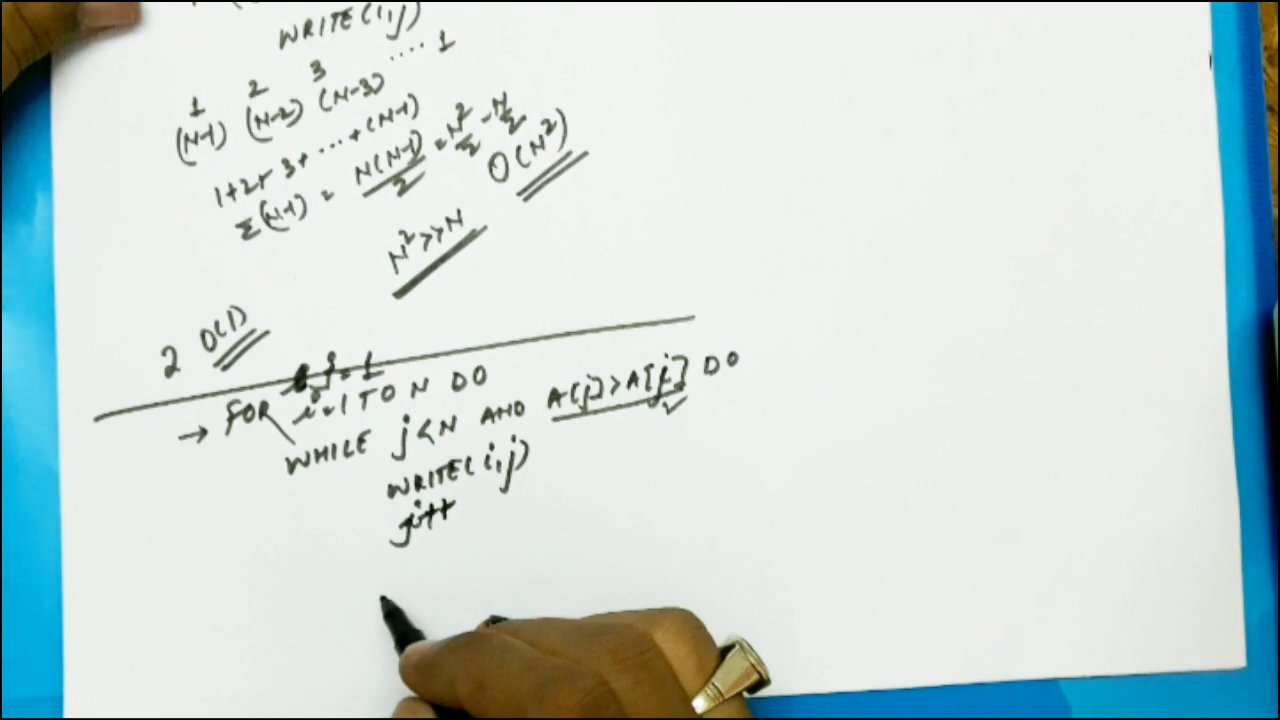 WRITE(i,j)
1 2 3 .... 1
(N-1) (N-2) (N-3)
1+2+3+...+(N-1)
Σ(N-1) = N(N-1)/2 = N²/2 - N/2
O(N²)
N²>>N
2 O(1)
j=1
→ FOR i=1 TO N DO
WHILE j<N AND A[j]>A[j] DO
WRITE(i,j)
j++